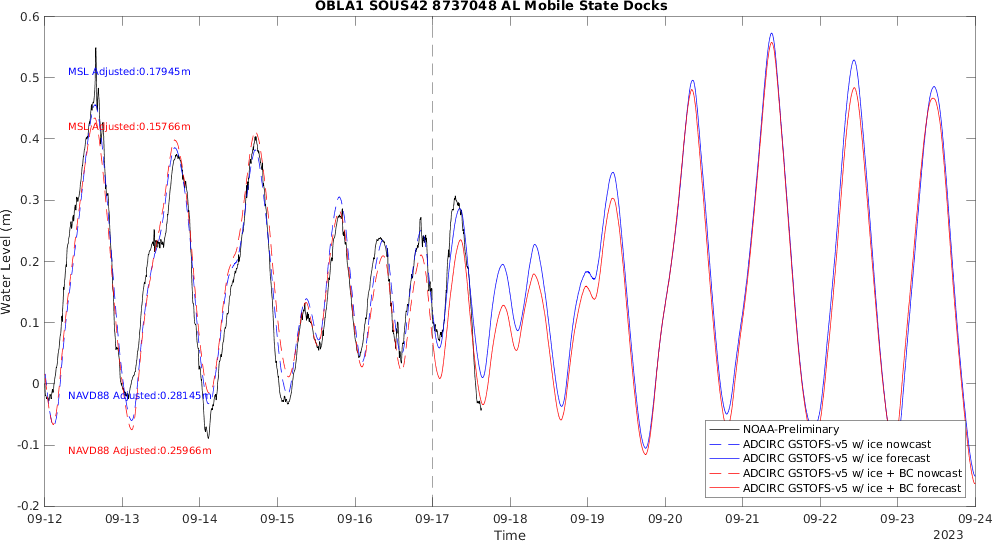 OBLA1 SOUS42 8737048 AL Mobile State Docks
0.6
0.5
0.4
0.3
0.2
0.1
0
-0.1
-0.2
Water Level (m)
MSL Adjusted:0.17945m
MSL Adjusted:0.15766m
NAVD88 Adjusted:0.28145m
NAVD88 Adjusted:0.25966m
NOAA-Preliminary
ADCIRC GSTOFS-v5 w/ ice nowcast
ADCIRC GSTOFS-v5 w/ ice forecast
ADCIRC GSTOFS-v5 w/ ice + BC nowcast
ADCIRC GSTOFS-v5 w/ ice + BC forecast
09-12 09-13 09-14 09-15 09-16 09-17 09-18 09-19 09-20 09-21 09-22 09-23 09-24
Time
2023